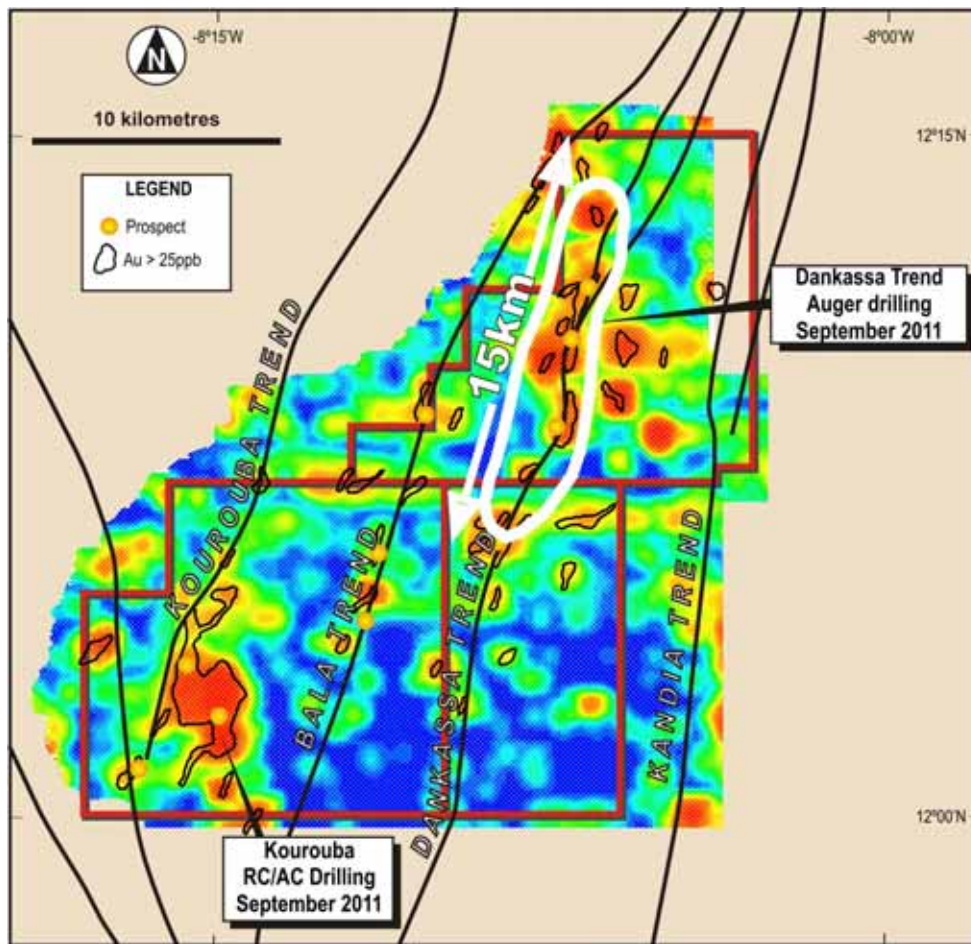 -8°15'W
-8°00'W
N
10 kilometres
12°15'N
LEGEND
Prospect
Au > 25ppb
Dankassa Trend
Auger drilling
September 2011
15km
KOUROUBA TREND
BALA TREND
DANKASSA TREND
KANDIA TREND
12°00'N
Kourouba
RC/AC Drilling
September 2011